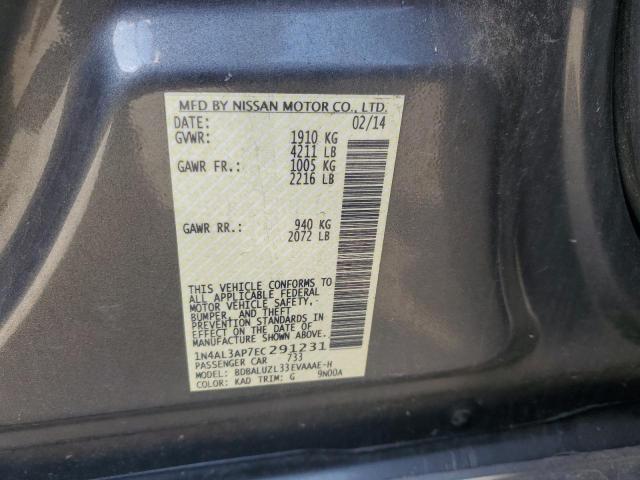 MFD BY NISSAN MOTOR CO., LTD.
DATE: 02/14
GVWR: 1910 KG
4211 LB
GAWR FR.: 1005 KG
2216 LB
GAWR RR.: 940 KG
2072 LB
THIS VEHICLE CONFORMS TO
ALL APPLICABLE FEDERAL
MOTOR VEHICLE SAFETY,
BUMPER, AND THEFT
PREVENTION STANDARDS IN
EFFECT ON THE DATE OF
MANUFACTURE SHOWN ABOVE.
1N4AL3AP7EC291231
PASSENGER CAR 733
MODEL: BDBALUZL33EVAAAE-H
COLOR: KAD TRIM: G 9N00A